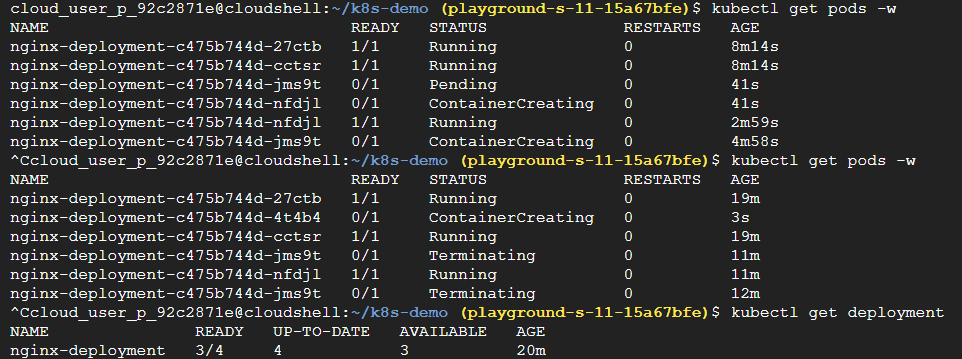 cloud_user_p_92c2871e@cloudshell:~/k8s-demo (playground-s-11-15a67bfe)$ kubectl get pods -w
NAME READY STATUS RESTARTS AGE
nginx-deployment-c475b744d-27ctb 1/1 Running 0 8m14s
nginx-deployment-c475b744d-cctsr 1/1 Running 0 8m14s
nginx-deployment-c475b744d-jms9t 0/1 Pending 0 41s
nginx-deployment-c475b744d-nfdjl 0/1 ContainerCreating 0 41s
nginx-deployment-c475b744d-nfdjl 1/1 Running 0 2m59s
nginx-deployment-c475b744d-jms9t 0/1 ContainerCreating 0 4m58s
^Ccloud_user_p_92c2871e@cloudshell:~/k8s-demo (playground-s-11-15a67bfe)$ kubectl get pods -w
NAME READY STATUS RESTARTS AGE
nginx-deployment-c475b744d-27ctb 1/1 Running 0 19m
nginx-deployment-c475b744d-4t4b4 0/1 ContainerCreating 0 3s
nginx-deployment-c475b744d-cctsr 1/1 Running 0 19m
nginx-deployment-c475b744d-jms9t 0/1 Terminating 0 11m
nginx-deployment-c475b744d-nfdjl 1/1 Running 0 11m
nginx-deployment-c475b744d-jms9t 0/1 Terminating 0 12m
^Ccloud_user_p_92c2871e@cloudshell:~/k8s-demo (playground-s-11-15a67bfe)$ kubectl get deployment
NAME READY UP-TO-DATE AVAILABLE AGE
nginx-deployment 3/4 4 3 20m